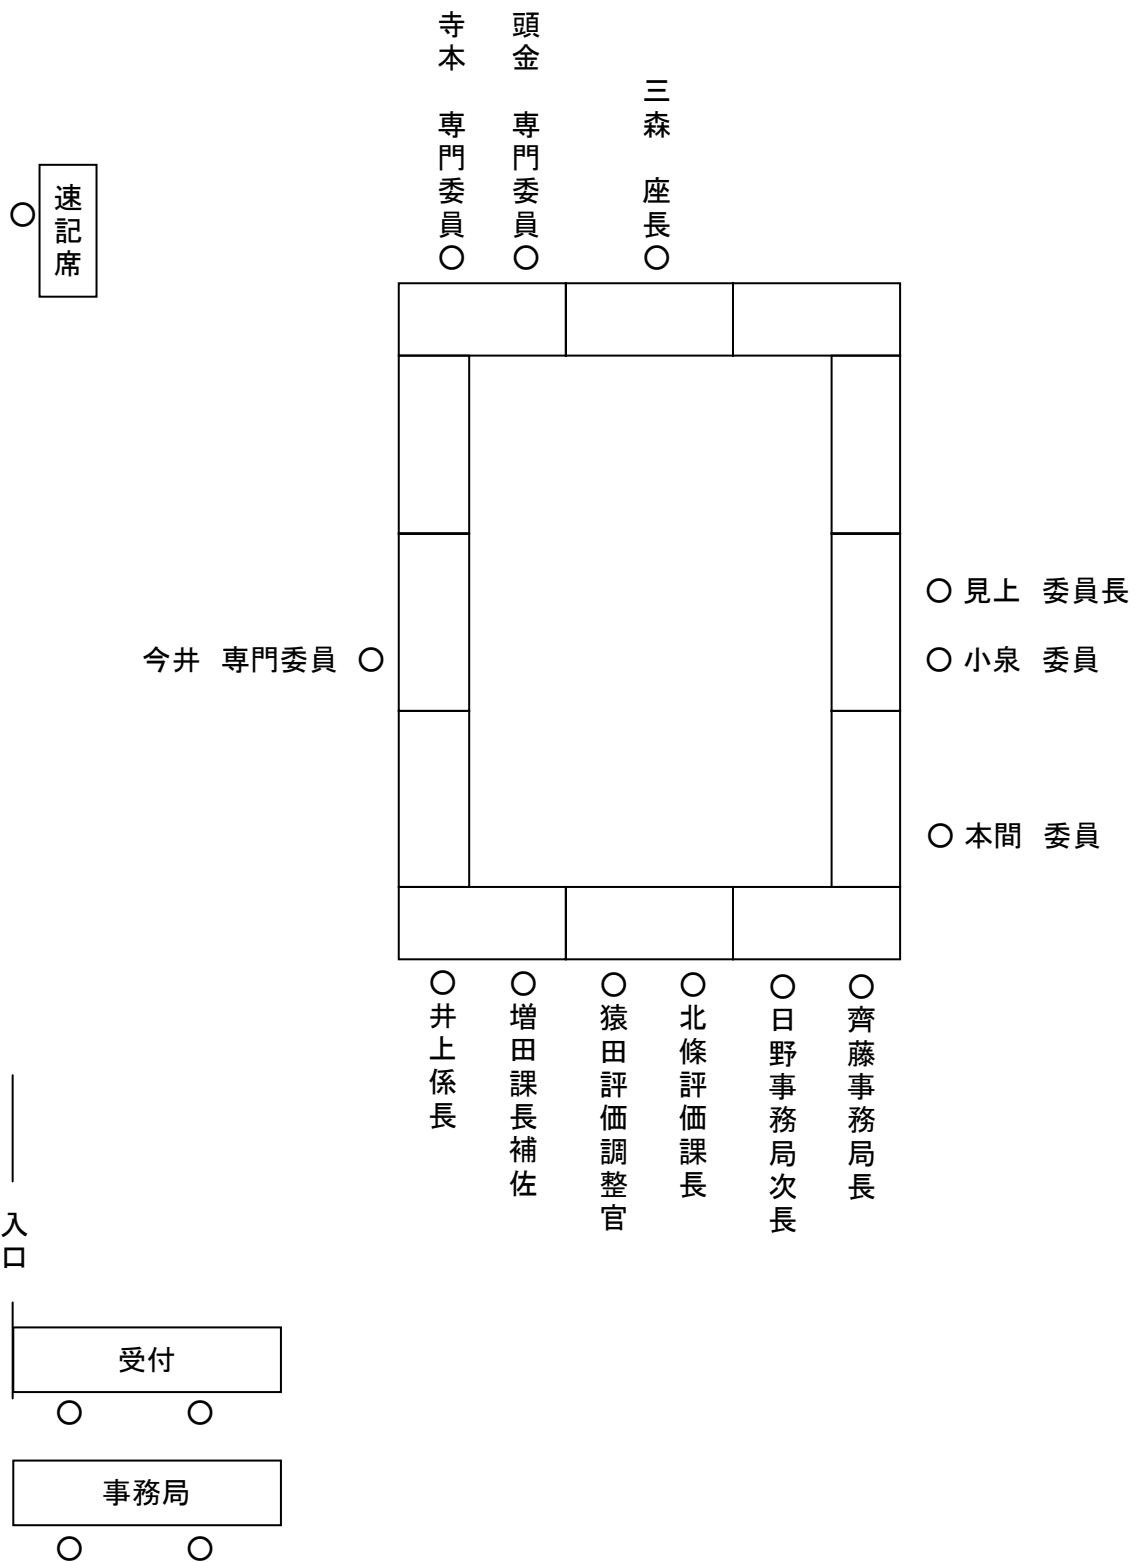 寺本　専門委員
頭金　専門委員
三森　座長
速記席
見上　委員長
今井　専門委員
小泉　委員
本間　委員
井上係長
増田課長補佐
猿田評価調整官
北條評価課長
日野事務局次長
齊藤事務局長
入口
受付
事務局